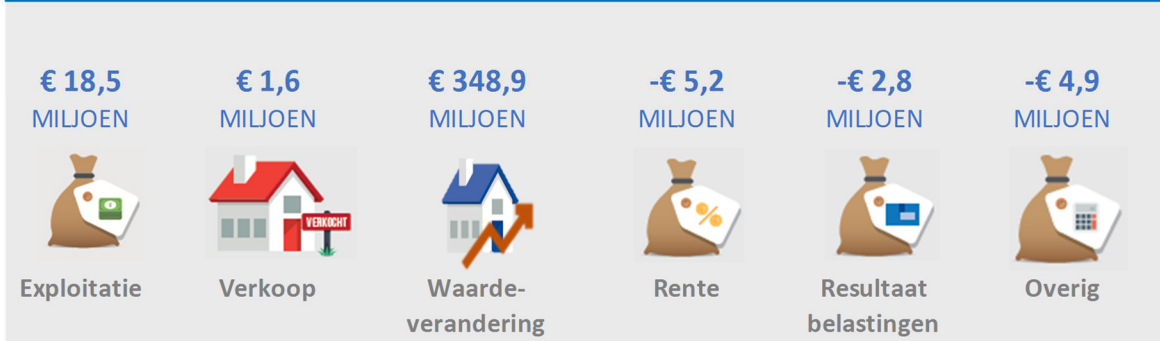 € 18,5
MILJOEN
Exploitatie
€ 1,6
MILJOEN
VERKOCHT
Verkoop
€ 348,9
MILJOEN
Waarde-
verandering
-€ 5,2
MILJOEN
%
Rente
-€ 2,8
MILJOEN
Resultaat
belastingen
-€ 4,9
MILJOEN
Overig